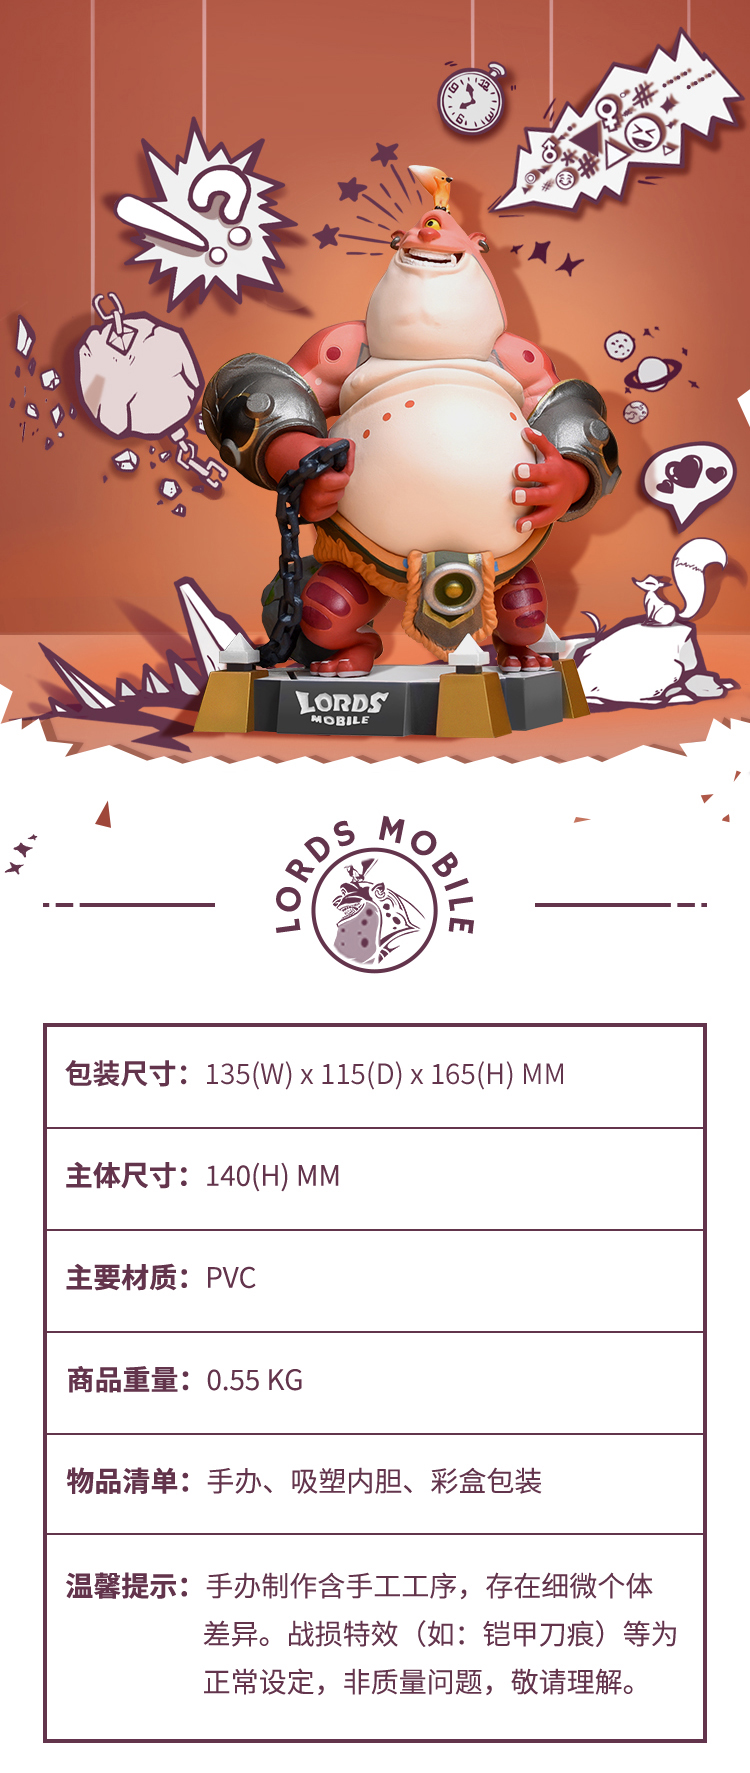 LORDS
MOBILE
LORDS MOBILE
包装尺寸：135(W) x 115(D) x 165(H) MM
主体尺寸：140(H) MM
主要材质：PVC
商品重量：0.55 KG
物品清单：手办、吸塑内胆、彩盒包装
温馨提示：手办制作含手工工序，存在细微个体
差异。战损特效（如：铠甲刀痕）等为
正常设定，非质量问题，敬请理解。